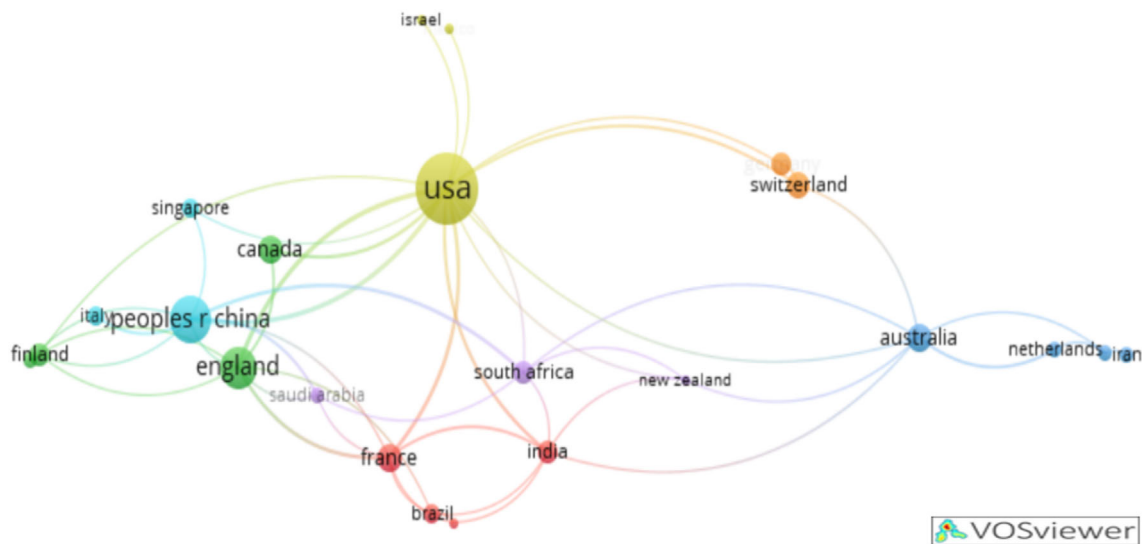 israel
usa
germany
switzerland
singapore
canada
italy
peoples r china
finland
england
australia
netherlands
iran
south africa
new zealand
saudi arabia
france
india
brazil
VOSviewer